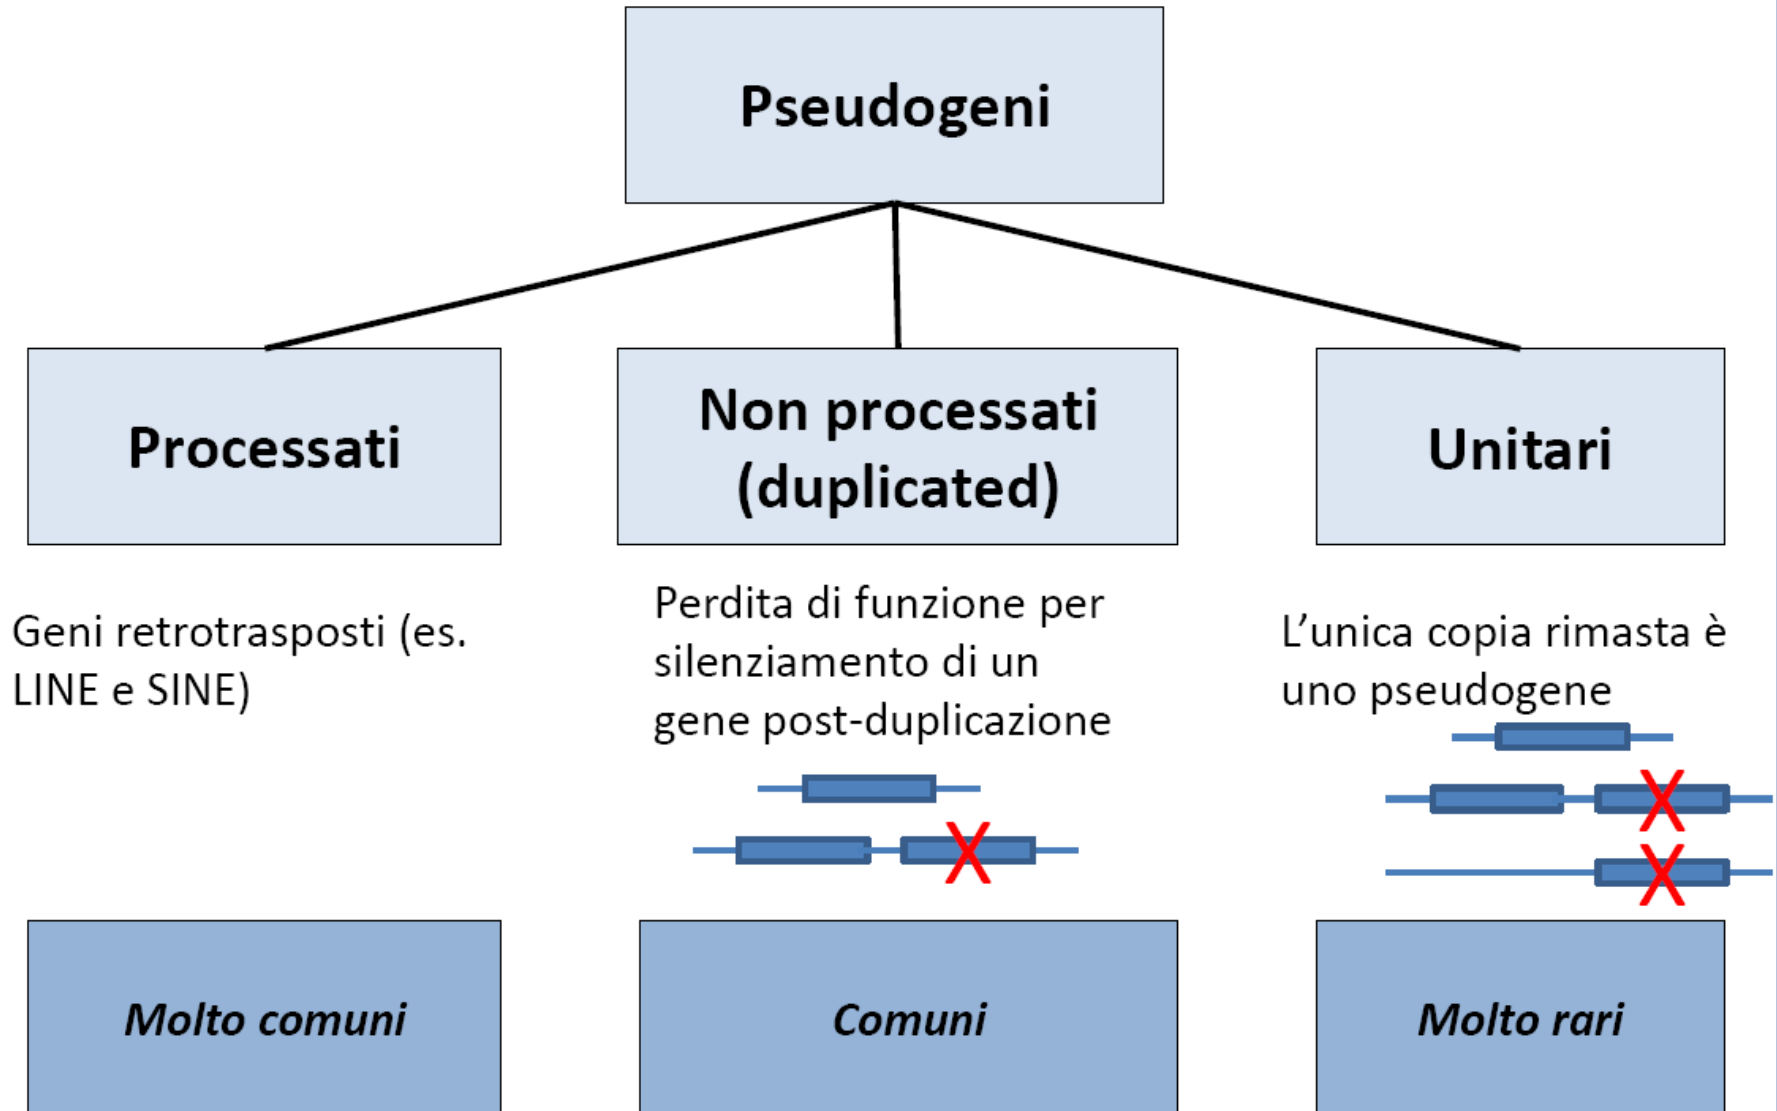 Pseudogeni
Processati
Non processati
(duplicated)
Unitari
Geni retrotrasposti (es.
LINE e SINE)
Perdita di funzione per
silenziamento di un
gene post-duplicazione
L'unica copia rimasta è
uno pseudogene
X
X
X
Molto comuni
Comuni
Molto rari